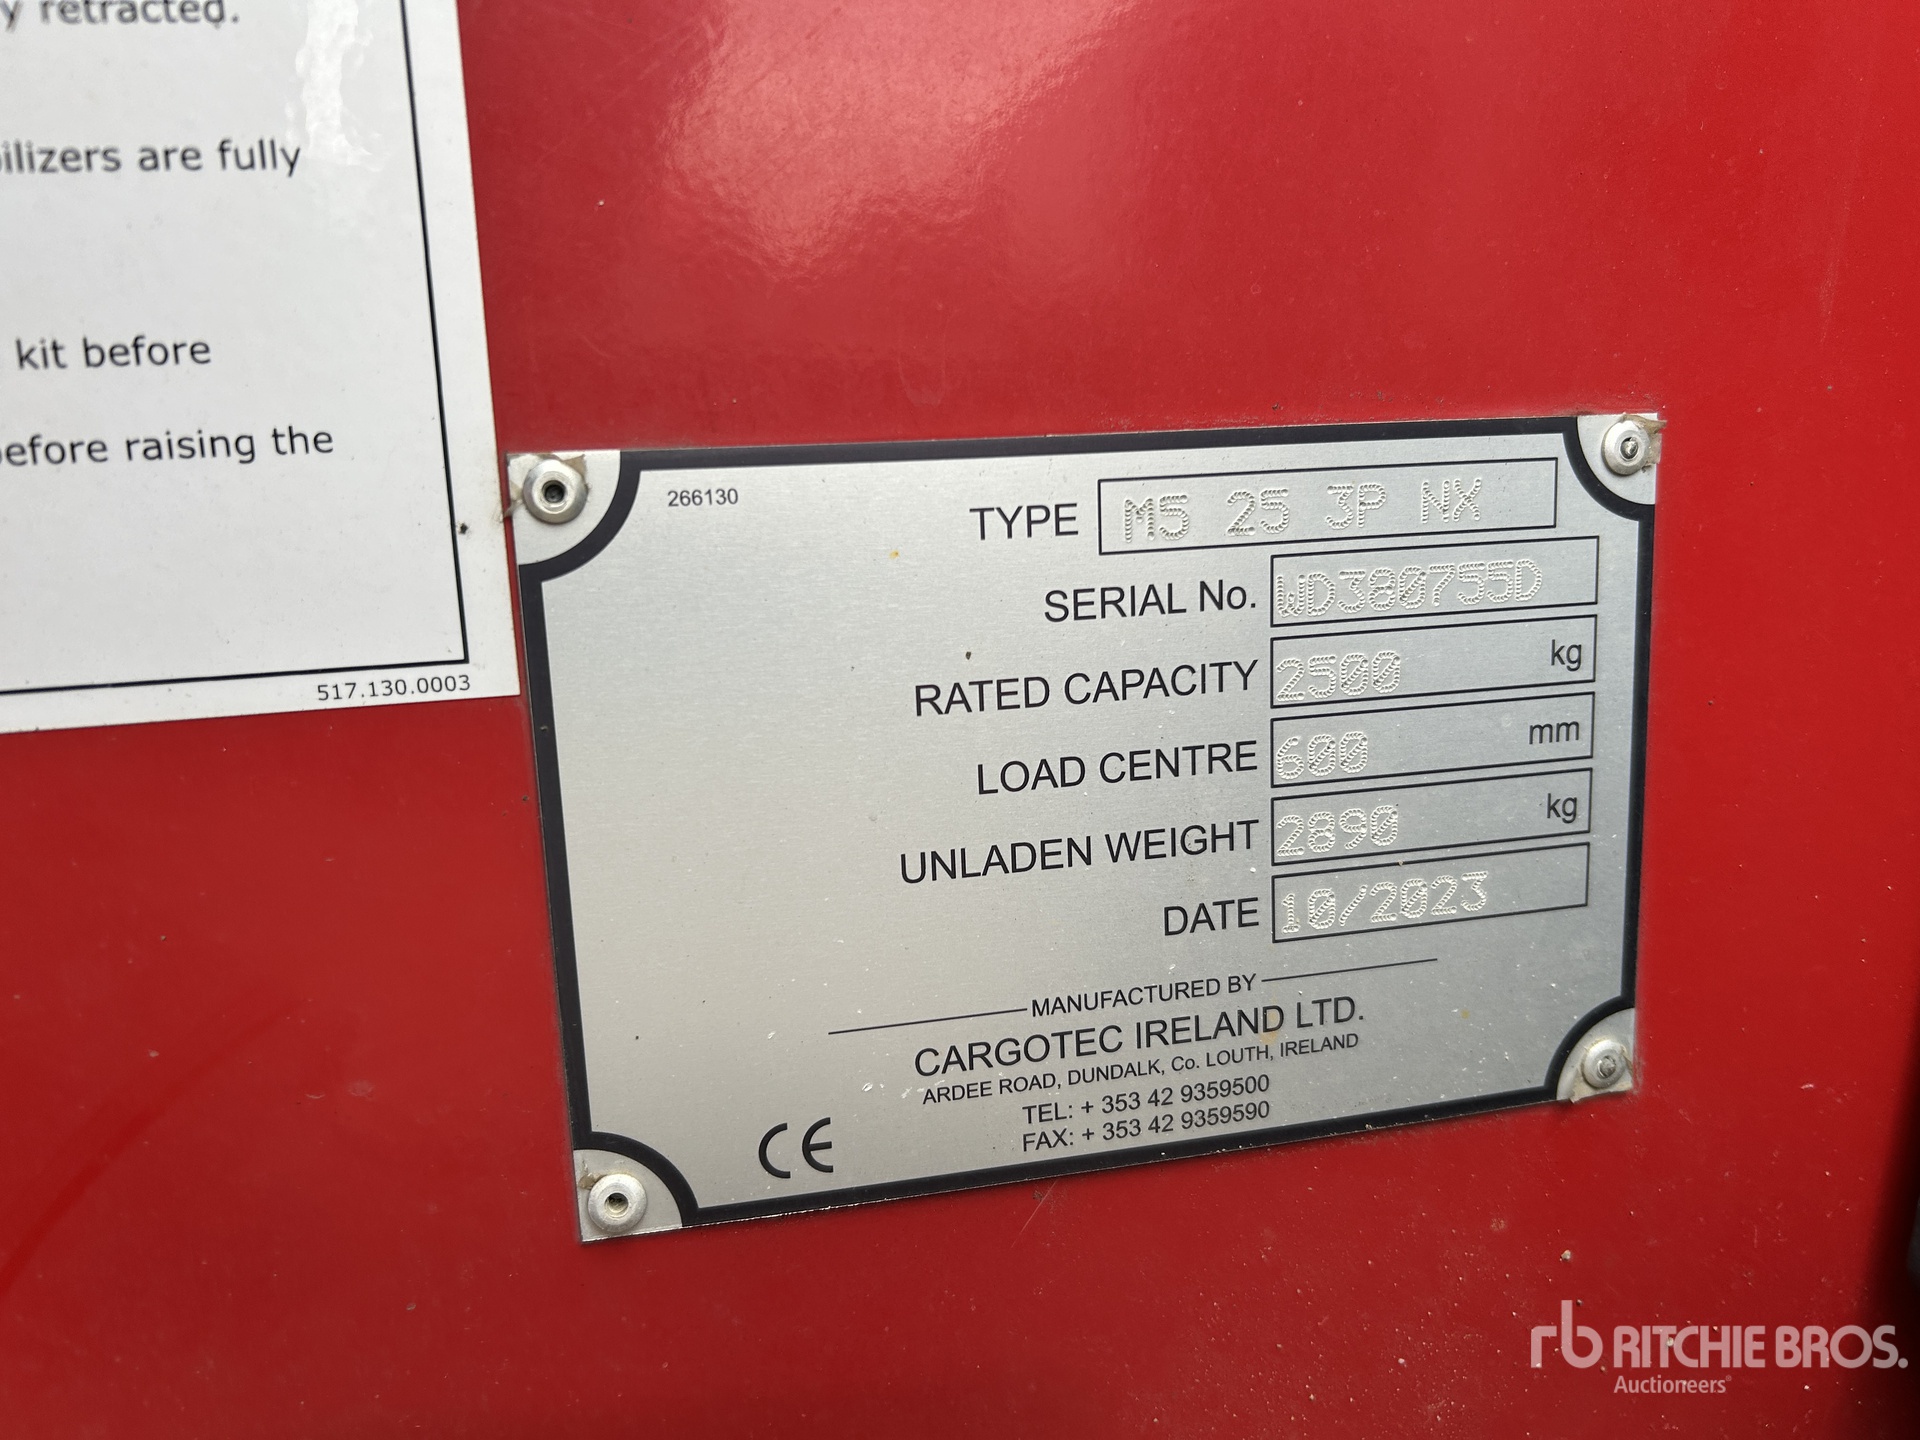 y retracted.
ilizers are fully
kit before
efore raising the
517.130.0003
266130
TYPE M5 25 3P NX
SERIAL No. WD380755D
RATED CAPACITY 2500 kg
LOAD CENTRE 600 mm
UNLADEN WEIGHT 2890 kg
DATE 10/2023
MANUFACTURED BY
CARGOTEC IRELAND LTD.
ARDEE ROAD, DUNDALK, Co. LOUTH, IRELAND
TEL: + 353 42 9359500
FAX: + 353 42 9359590
CE
rb RITCHIE BROS.
Auctioneers